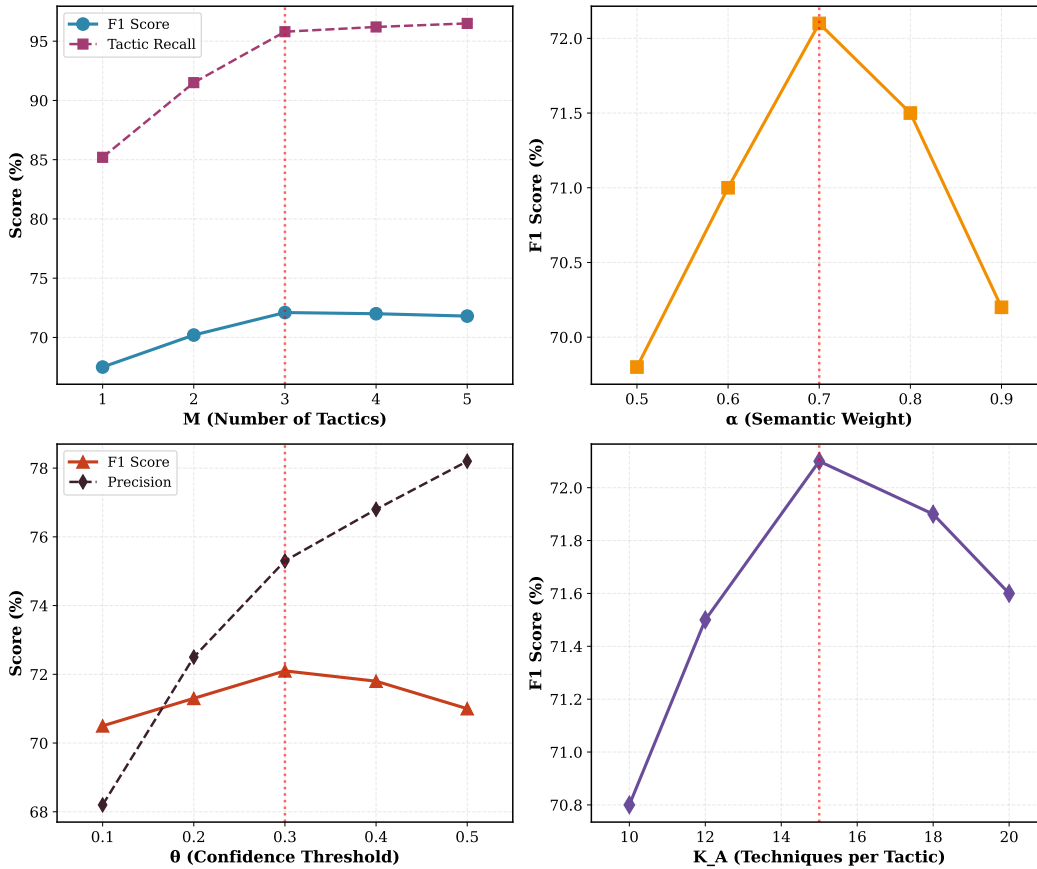 F1 Score
Tactic Recall
95
90
85
80
75
70
Score (%)
1 2 3 4 5
M (Number of Tactics)
72.0
71.5
71.0
70.5
70.0
F1 Score (%)
0.5 0.6 0.7 0.8 0.9
α (Semantic Weight)
F1 Score
Precision
78
76
74
72
70
68
Score (%)
0.1 0.2 0.3 0.4 0.5
θ (Confidence Threshold)
72.0
71.8
71.6
71.4
71.2
71.0
70.8
F1 Score (%)
10 12 14 16 18 20
K_A (Techniques per Tactic)